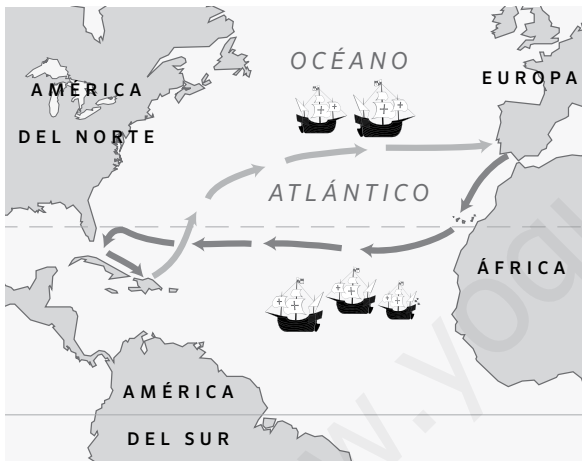 OCÉANO
EUROPA
AMÉRICA
DEL NORTE
ATLÁNTICO
ÁFRICA
AMÉRICA
DEL SUR